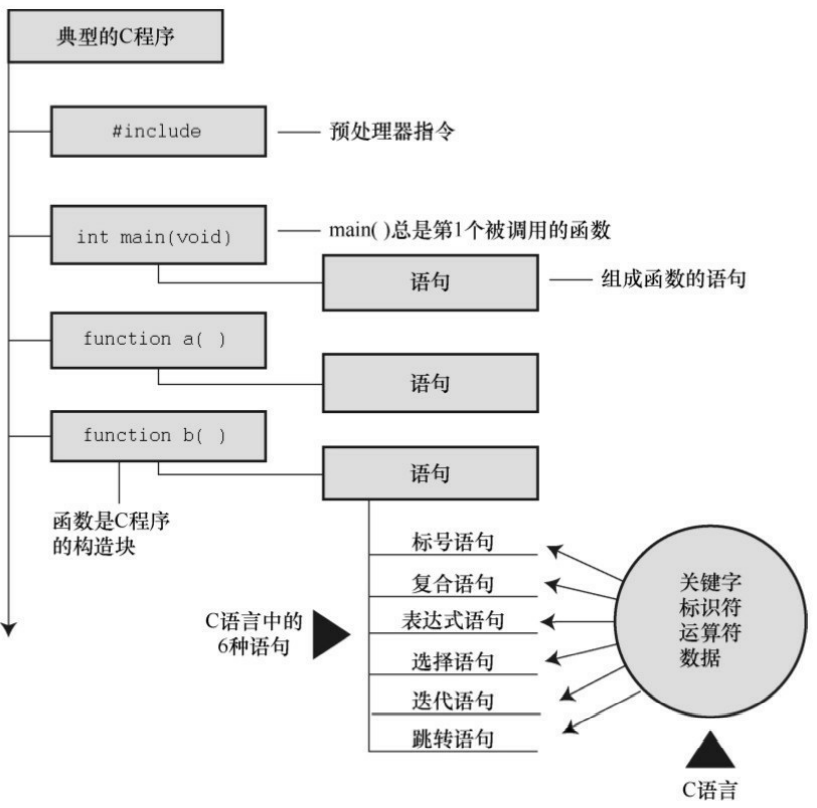 典型的C程序
#include
预处理器指令
int main(void)
main( )总是第1个被调用的函数
语句
组成函数的语句
function a( )
语句
function b( )
语句
函数是C程序
的构造块
标号语句
复合语句
表达式语句
选择语句
迭代语句
跳转语句
C语言中的
6种语句
关键字
标识符
运算符
数据
C语言